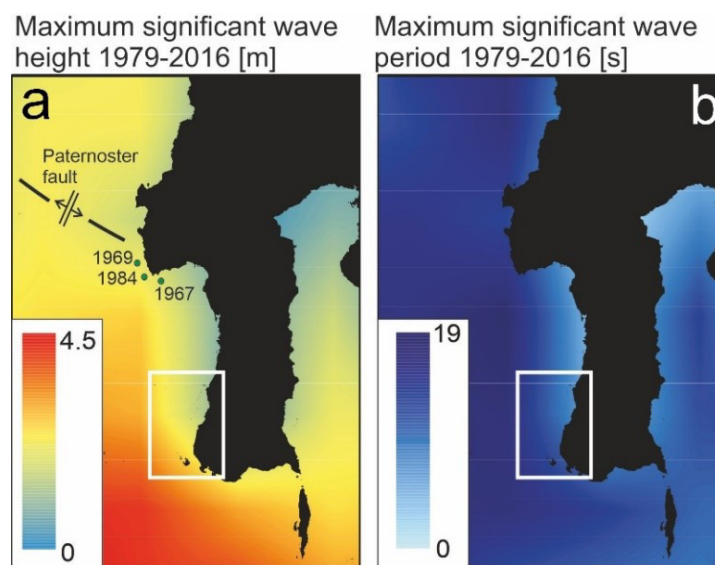 Maximum significant wave
height 1979-2016 [m]
Maximum significant wave
period 1979-2016 [s]
a
Paternoster
fault
1969
1984
1967
4.5
0
b
19
0